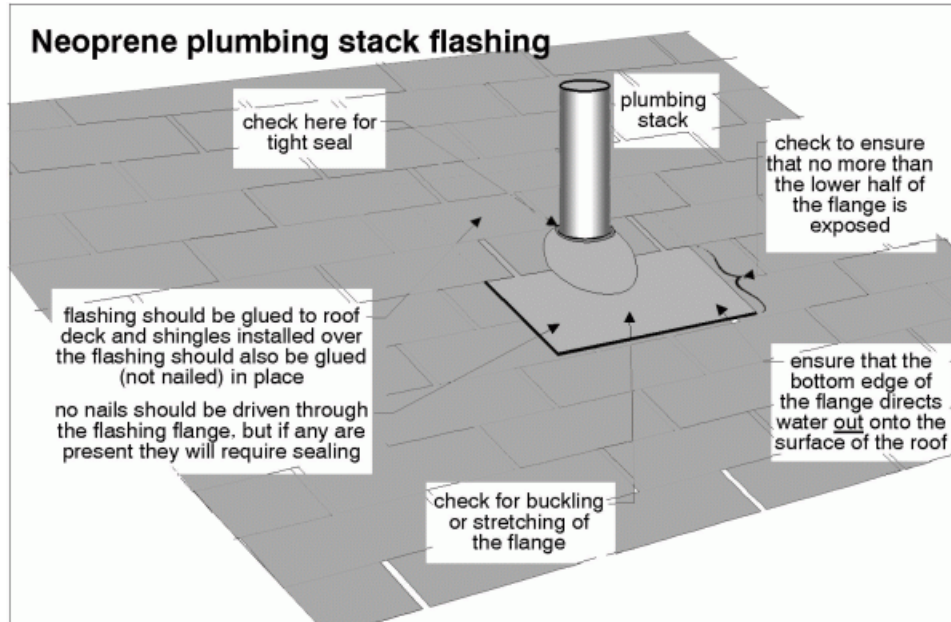 Neoprene plumbing stack flashing
check here for
tight seal
plumbing
stack
check to ensure
that no more than
the lower half of
the flange is
exposed
flashing should be glued to roof
deck and shingles installed over
the flashing should also be glued
(not nailed) in place
no nails should be driven through
the flashing flange, but if any are
present they will require sealing
ensure that the
bottom edge of
the flange directs
water out onto the
surface of the roof
check for buckling
or stretching of
the flange